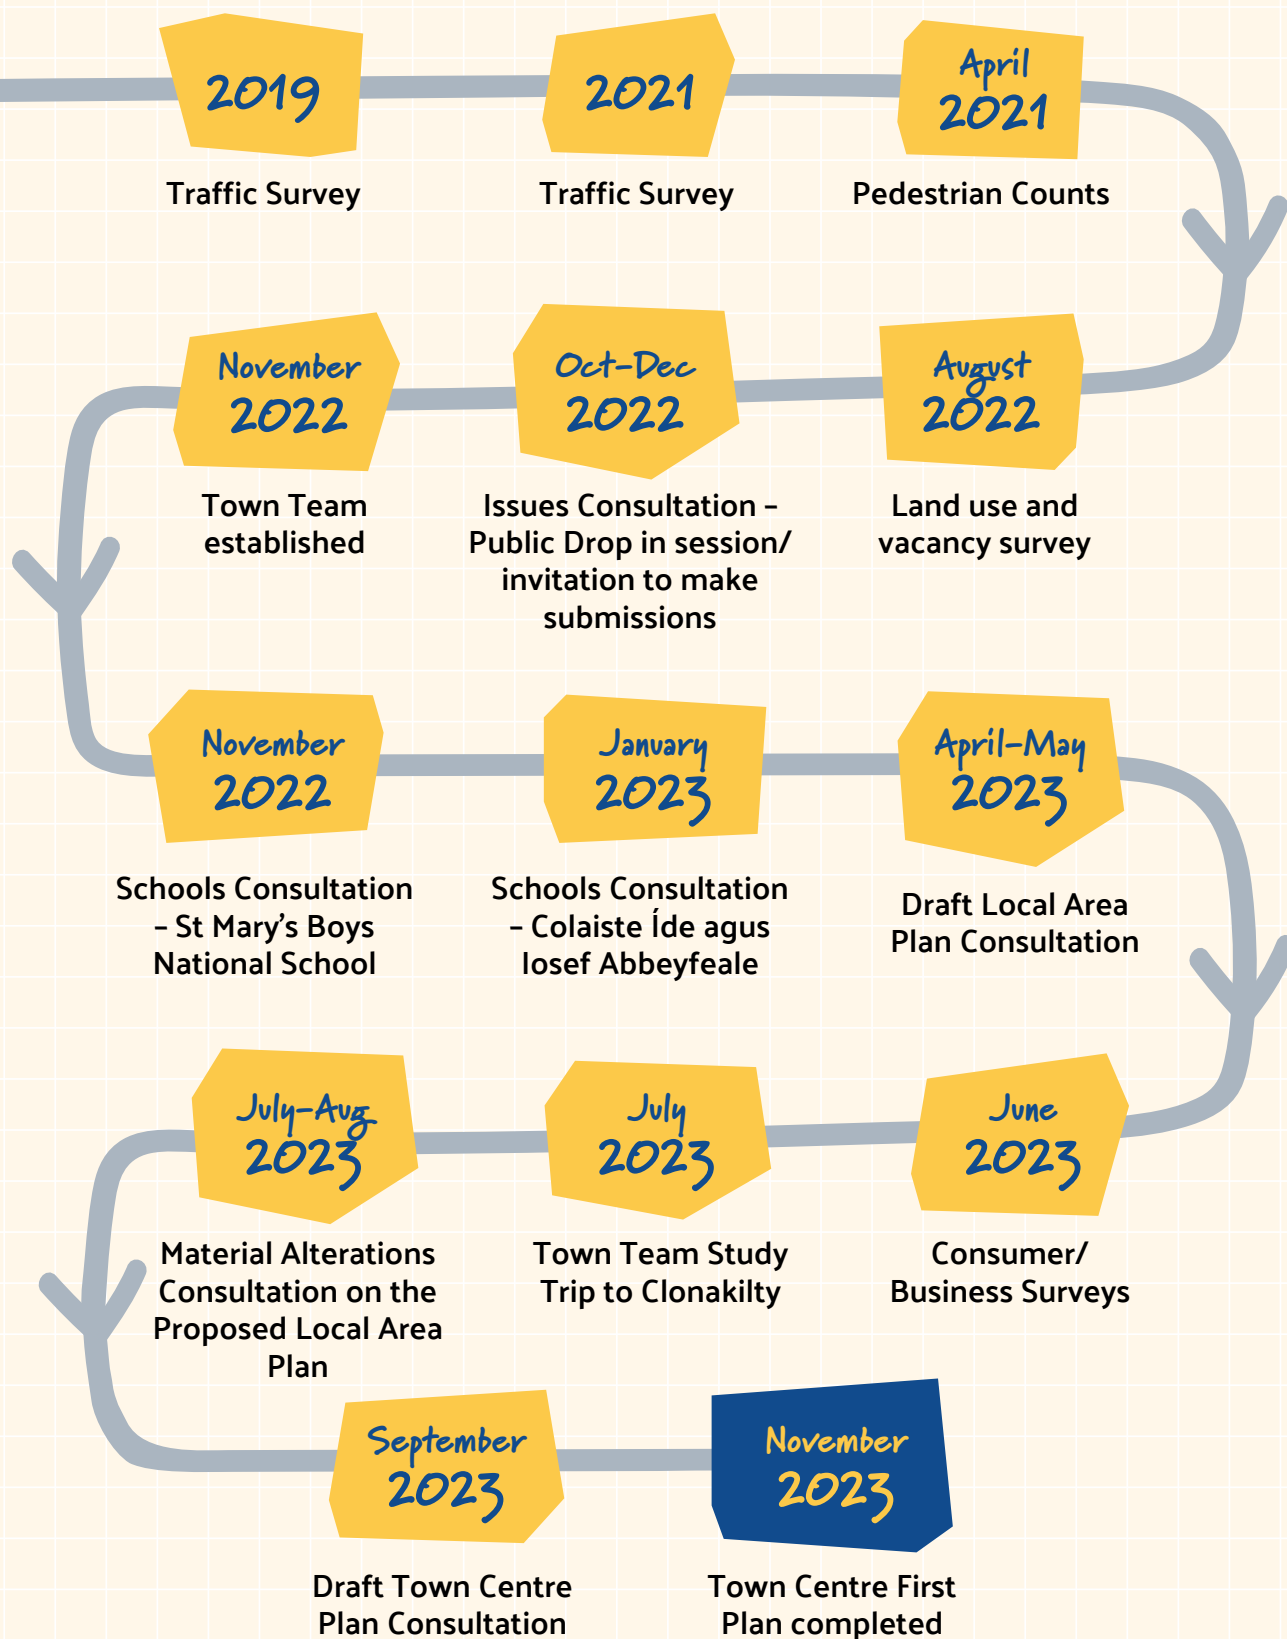 2019
Traffic Survey
2021
Traffic Survey
April
2021
Pedestrian Counts
August
2022
Land use and
vacancy survey
Oct-Dec
2022
Issues Consultation –
Public Drop in session/
invitation to make
submissions
November
2022
Town Team
established
November
2022
Schools Consultation
– St Mary’s Boys
National School
January
2023
Schools Consultation
– Colaiste Íde agus
Iosef Abbeyfeale
April-May
2023
Draft Local Area
Plan Consultation
June
2023
Consumer/
Business Surveys
July
2023
Town Team Study
Trip to Clonakilty
July-Aug
2023
Material Alterations
Consultation on the
Proposed Local Area
Plan
September
2023
Draft Town Centre
Plan Consultation
November
2023
Town Centre First
Plan completed